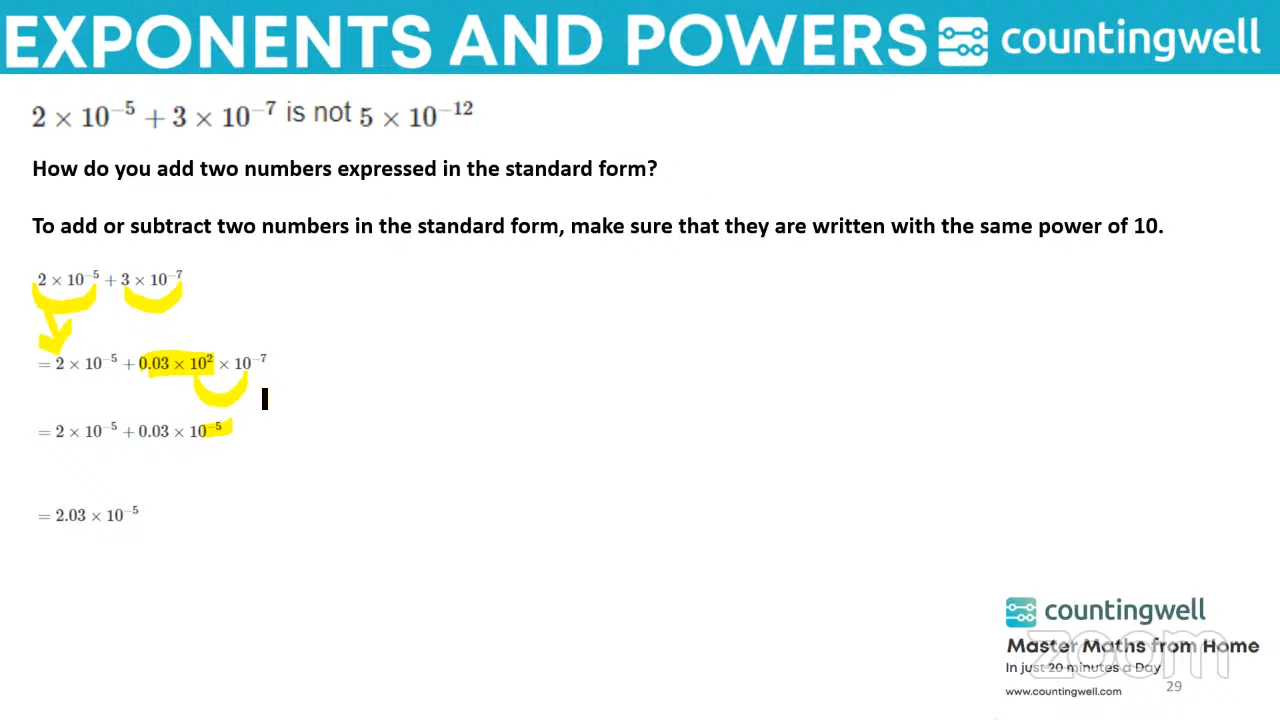 EXPONENTS AND POWERS countingwell
2 × 10⁻⁵ + 3 × 10⁻⁷ is not 5 × 10⁻¹²
How do you add two numbers expressed in the standard form?
To add or subtract two numbers in the standard form, make sure that they are written with the same power of 10.
2 × 10⁻⁵ + 3 × 10⁻⁷
= 2 × 10⁻⁵ + 0.03 × 10² × 10⁻⁷
= 2 × 10⁻⁵ + 0.03 × 10⁻⁵
= 2.03 × 10⁻⁵
countingwell
Master Maths from Home
zoom
In just 20 minutes a Day
www.countingwell.com
29